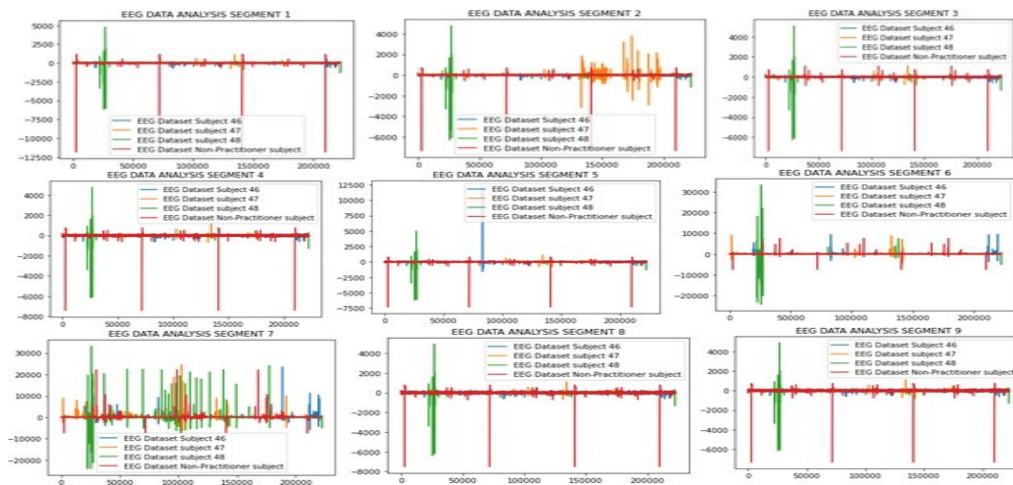 EEG DATA ANALYSIS SEGMENT 1
5000
2500
0
−2500
−5000
−7500
−10000
−12500
EEG Dataset Subject 46
EEG Dataset subject 47
EEG Dataset subject 48
EEG Dataset Non-Practitioner subject
0 50000 100000 150000 200000
EEG DATA ANALYSIS SEGMENT 2
4000
2000
0
−2000
−4000
−6000
EEG Dataset Subject 46
EEG Dataset subject 47
EEG Dataset subject 48
EEG Dataset Non-Practitioner subject
0 50000 100000 150000 200000
EEG DATA ANALYSIS SEGMENT 3
4000
2000
0
−2000
−4000
−6000
EEG Dataset Subject 46
EEG Dataset subject 47
EEG Dataset subject 48
EEG Dataset Non-Practitioner subject
0 50000 100000 150000 200000
EEG DATA ANALYSIS SEGMENT 4
4000
2000
0
−2000
−4000
−6000
−8000
EEG Dataset Subject 46
EEG Dataset subject 47
EEG Dataset subject 48
EEG Dataset Non-Practitioner subject
0 50000 100000 150000 200000
EEG DATA ANALYSIS SEGMENT 5
12500
10000
7500
5000
2500
0
−2500
−5000
−7500
EEG Dataset Subject 46
EEG Dataset subject 47
EEG Dataset subject 48
EEG Dataset Non-Practitioner subject
0 50000 100000 150000 200000
EEG DATA ANALYSIS SEGMENT 6
30000
20000
10000
0
−10000
−20000
EEG Dataset Subject 46
EEG Dataset subject 47
EEG Dataset subject 48
EEG Dataset Non-Practitioner subject
0 50000 100000 150000 200000
EEG DATA ANALYSIS SEGMENT 7
30000
20000
10000
0
−10000
−20000
EEG Dataset Subject 46
EEG Dataset subject 47
EEG Dataset subject 48
EEG Dataset Non-Practitioner subject
0 50000 100000 150000 200000
EEG DATA ANALYSIS SEGMENT 8
4000
2000
0
−2000
−4000
−6000
−8000
EEG Dataset Subject 46
EEG Dataset subject 47
EEG Dataset subject 48
EEG Dataset Non-Practitioner subject
0 50000 100000 150000 200000
EEG DATA ANALYSIS SEGMENT 9
4000
2000
0
−2000
−4000
−6000
EEG Dataset Subject 46
EEG Dataset subject 47
EEG Dataset subject 48
EEG Dataset Non-Practitioner subject
0 50000 100000 150000 200000